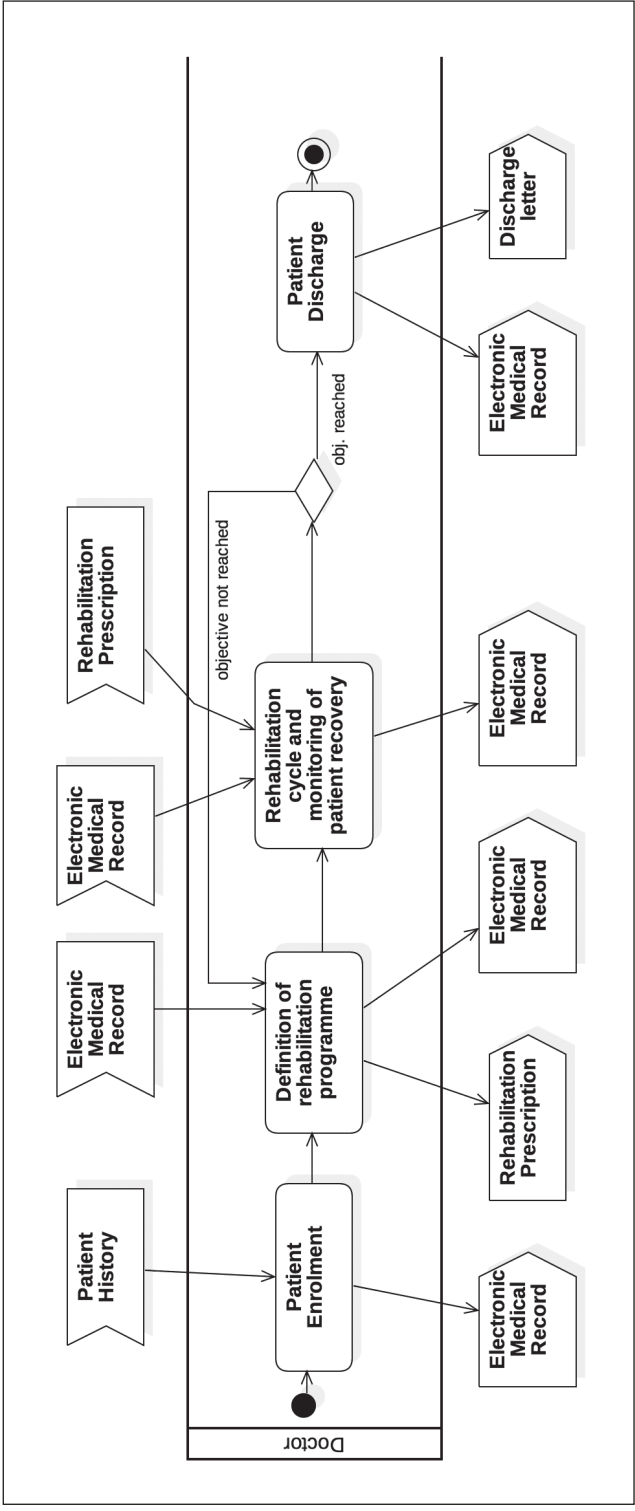 Patient
History
Electronic
Medical
Record
Electronic
Medical
Record
Rehabilitation
Prescription
Doctor
Patient
Enrolment
Definition of
rehabilitation
programme
Rehabilitation
cycle and
monitoring of
patient recovery
objective not reached
obj. reached
Patient
Discharge
Electronic
Medical
Record
Rehabilitation
Prescription
Electronic
Medical
Record
Electronic
Medical
Record
Electronic
Medical
Record
Discharge
letter